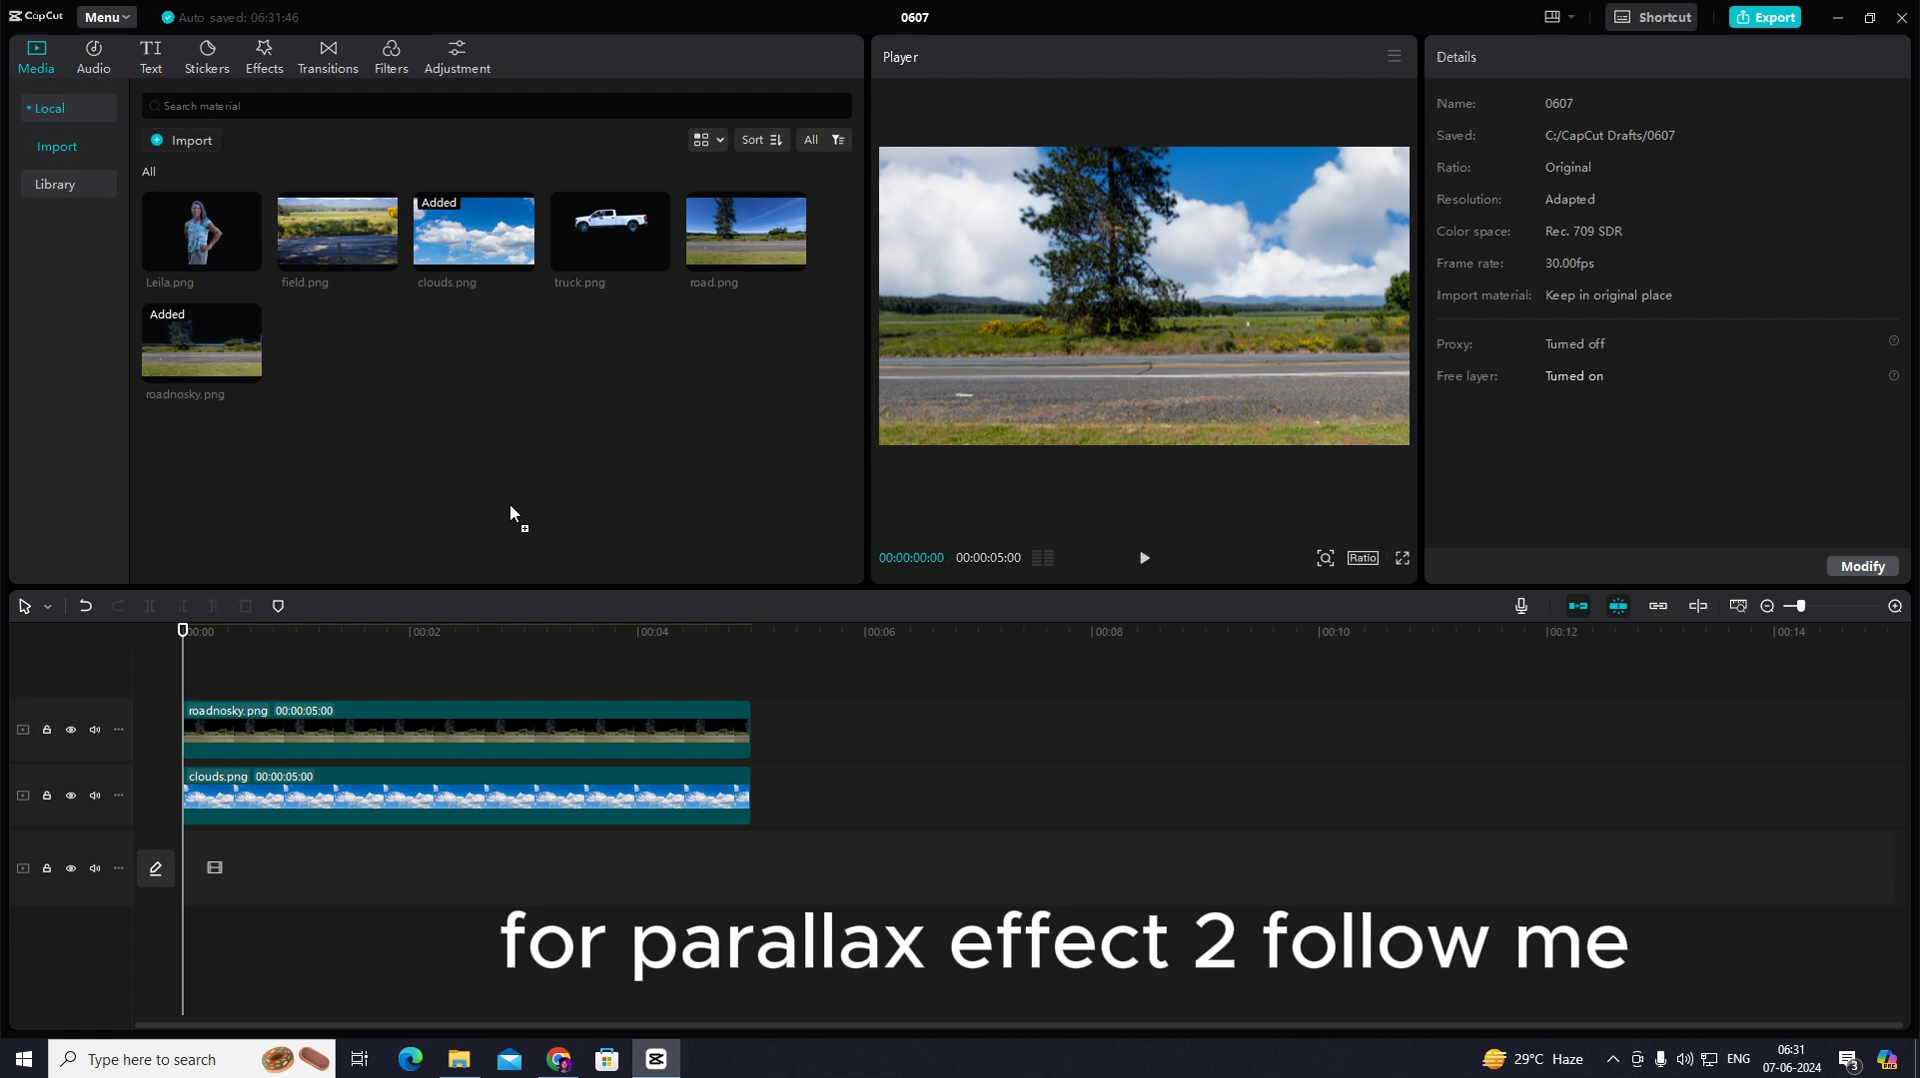 CapCut Menu Auto saved: 06:31:46 0607 Shortcut Export
Media Audio Text Stickers Effects Transitions Filters Adjustment
Local
Import
Library
Search material
Import Sort All
All
Added
Leila.png field.png clouds.png truck.png road.png
Added
roadnosky.png
Player
00:00:00:00 00:00:05:00 Ratio
Details
Name: 0607
Saved: C:/CapCut Drafts/0607
Ratio: Original
Resolution: Adapted
Color space: Rec. 709 SDR
Frame rate: 30.00fps
Import material: Keep in original place
Proxy: Turned off
Free layer: Turned on
Modify
00:00 00:02 00:04 00:06 00:08 00:10 00:12 00:14
roadnosky.png 00:00:05:00
clouds.png 00:00:05:00
for parallax effect 2 follow me
Type here to search 29°C Haze ENG 06:31
07-06-2024 3